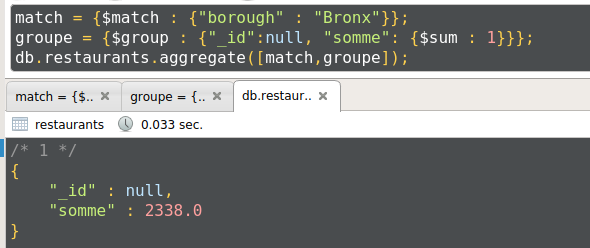 match = {$match : {"borough" : "Bronx"}};
groupe = {$group : {"_id":null, "somme": {$sum : 1}}};
db.restaurants.aggregate([match,groupe]);
match = {$.. × groupe = {.. × db.restaur.. ×
restaurants 0.033 sec.
/* 1 */
{
    "_id" : null,
    "somme" : 2338.0
}